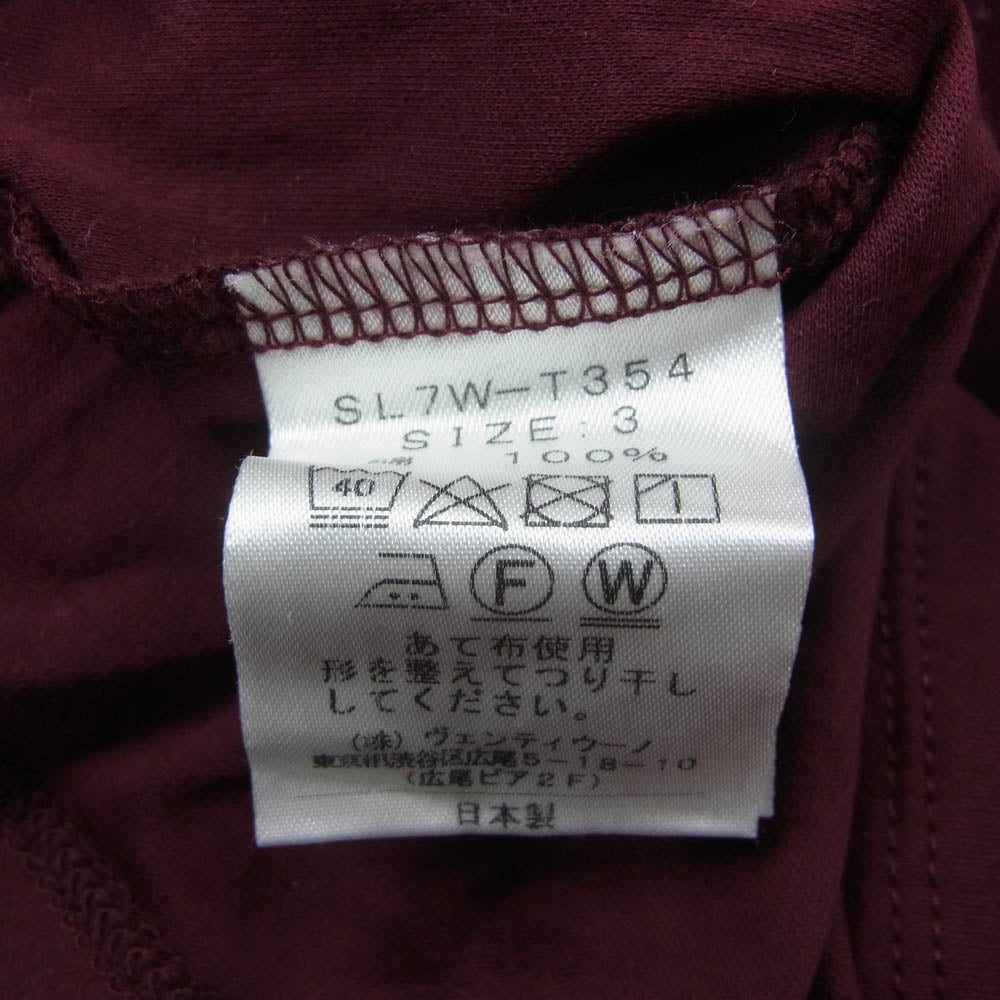 SL7W-T354
SIZE:3
100%
40
F W
あて布使用
形を整えてつり干し
してください。
(株) ヴェンティウーノ
東京都渋谷区広尾5-18-10
(広尾ピア2F)
日本製